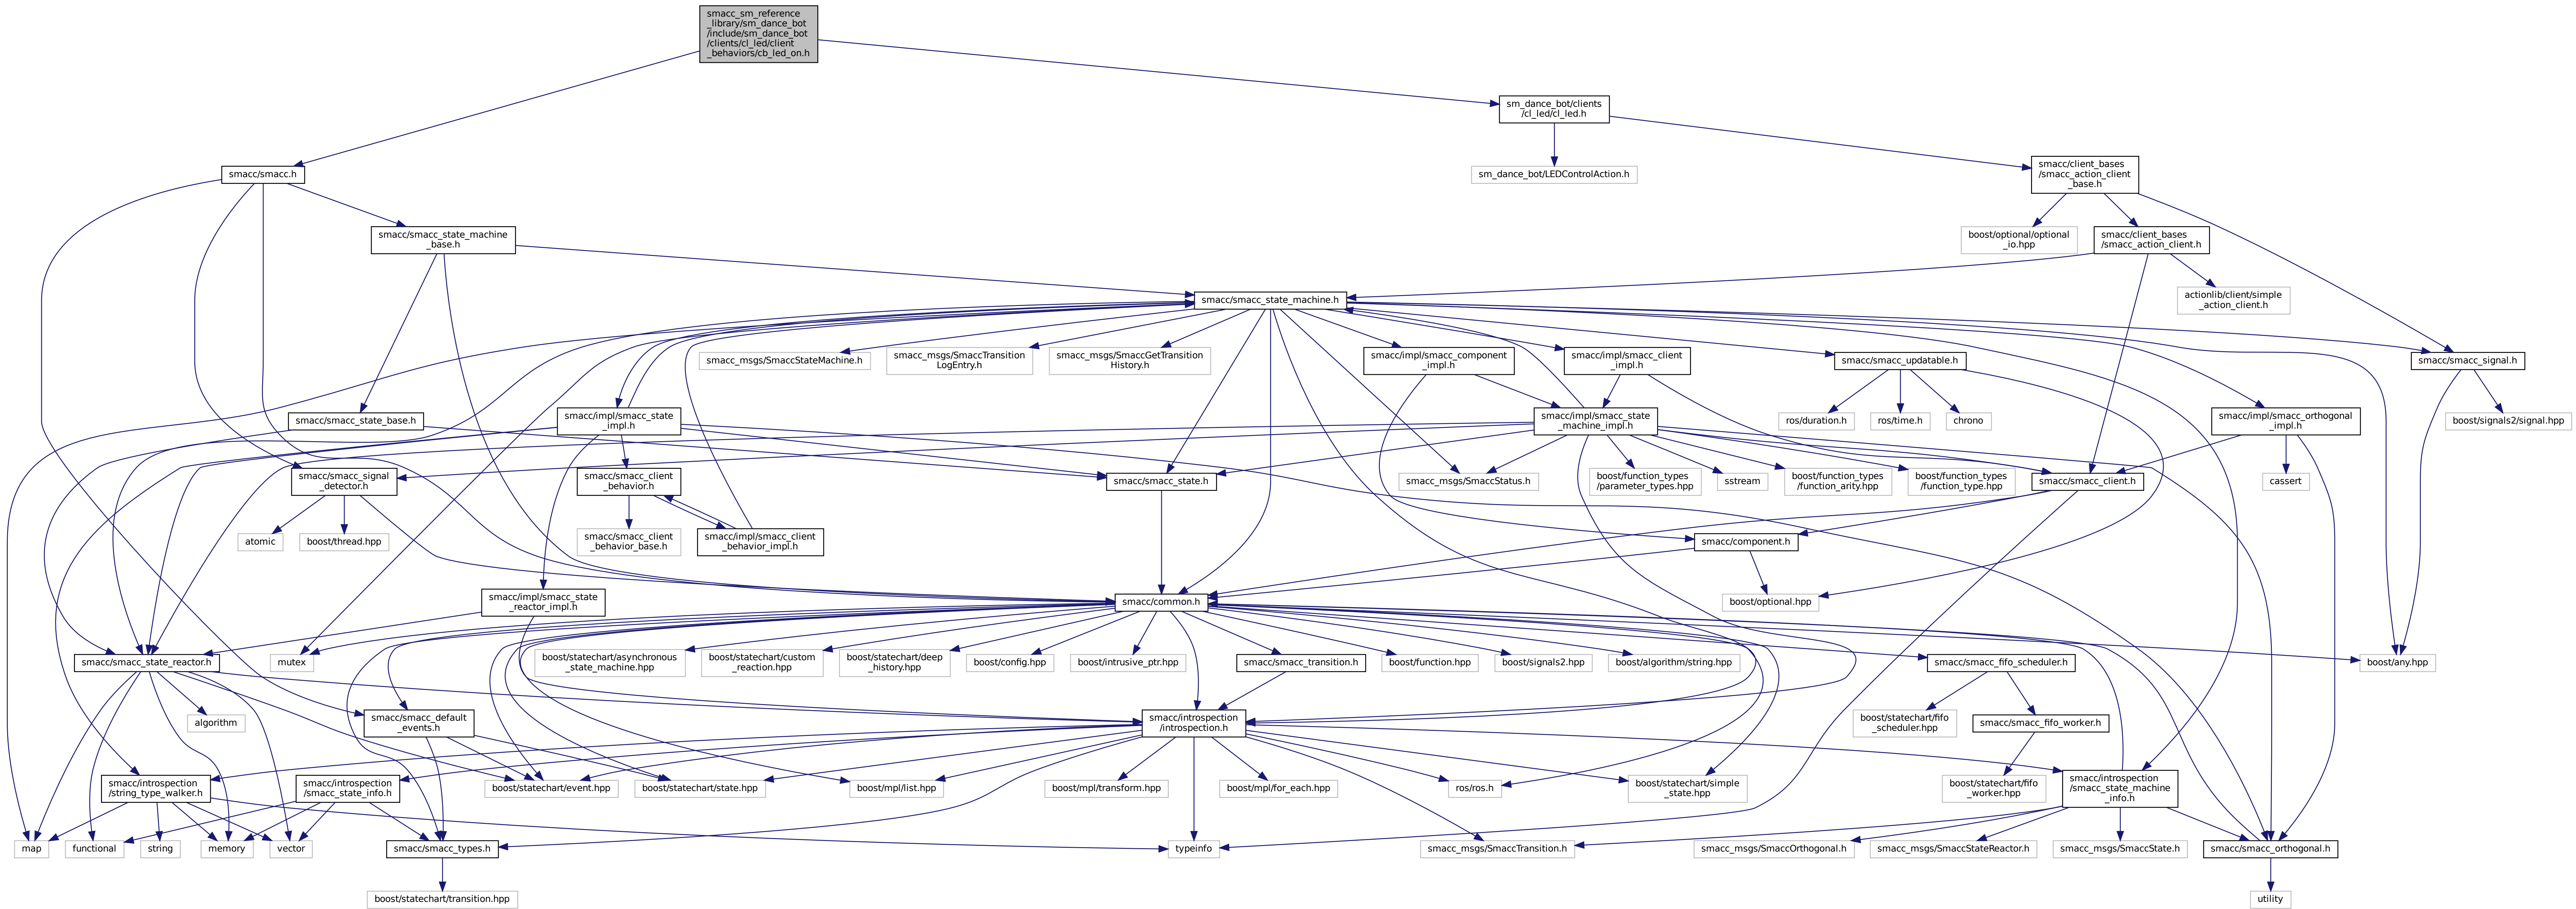 smacc_sm_reference
_library/sm_dance_bot
/include/sm_dance_bot
/clients/cl_led/client
_behaviors/cb_led_on.h
sm_dance_bot/clients
/cl_led/cl_led.h
smacc/smacc.h
sm_dance_bot/LEDControlAction.h
smacc/client_bases
/smacc_action_client
_base.h
smacc/smacc_state_machine
_base.h
boost/optional/optional
_io.hpp
smacc/client_bases
/smacc_action_client.h
smacc/smacc_state_machine.h
actionlib/client/simple
_action_client.h
smacc_msgs/SmaccStateMachine.h
smacc_msgs/SmaccTransition
LogEntry.h
smacc_msgs/SmaccGetTransition
History.h
smacc/impl/smacc_component
_impl.h
smacc/impl/smacc_client
_impl.h
smacc/smacc_updatable.h
smacc/smacc_signal.h
smacc/smacc_state_base.h
smacc/impl/smacc_state
_impl.h
smacc/impl/smacc_state
_machine_impl.h
ros/duration.h
ros/time.h
chrono
smacc/impl/smacc_orthogonal
_impl.h
boost/signals2/signal.hpp
smacc/smacc_signal
_detector.h
smacc/smacc_client
_behavior.h
smacc/smacc_state.h
smacc_msgs/SmaccStatus.h
boost/function_types
/parameter_types.hpp
sstream
boost/function_types
/function_arity.hpp
boost/function_types
/function_type.hpp
smacc/smacc_client.h
cassert
atomic
boost/thread.hpp
smacc/smacc_client
_behavior_base.h
smacc/impl/smacc_client
_behavior_impl.h
smacc/component.h
smacc/impl/smacc_state
_reactor_impl.h
smacc/common.h
boost/optional.hpp
smacc/smacc_state_reactor.h
mutex
boost/statechart/asynchronous
_state_machine.hpp
boost/statechart/custom
_reaction.hpp
boost/statechart/deep
_history.hpp
boost/config.hpp
boost/intrusive_ptr.hpp
smacc/smacc_transition.h
boost/function.hpp
boost/signals2.hpp
boost/algorithm/string.hpp
smacc/smacc_fifo_scheduler.h
boost/any.hpp
algorithm
smacc/smacc_default
_events.h
smacc/introspection
/introspection.h
boost/statechart/fifo
_scheduler.hpp
smacc/smacc_fifo_worker.h
smacc/introspection
/string_type_walker.h
smacc/introspection
/smacc_state_info.h
boost/statechart/event.hpp
boost/statechart/state.hpp
boost/mpl/list.hpp
boost/mpl/transform.hpp
boost/mpl/for_each.hpp
ros/ros.h
boost/statechart/simple
_state.hpp
boost/statechart/fifo
_worker.hpp
smacc/introspection
/smacc_state_machine
_info.h
map
functional
string
memory
vector
smacc/smacc_types.h
typeinfo
smacc_msgs/SmaccTransition.h
smacc_msgs/SmaccOrthogonal.h
smacc_msgs/SmaccStateReactor.h
smacc_msgs/SmaccState.h
smacc/smacc_orthogonal.h
boost/statechart/transition.hpp
utility